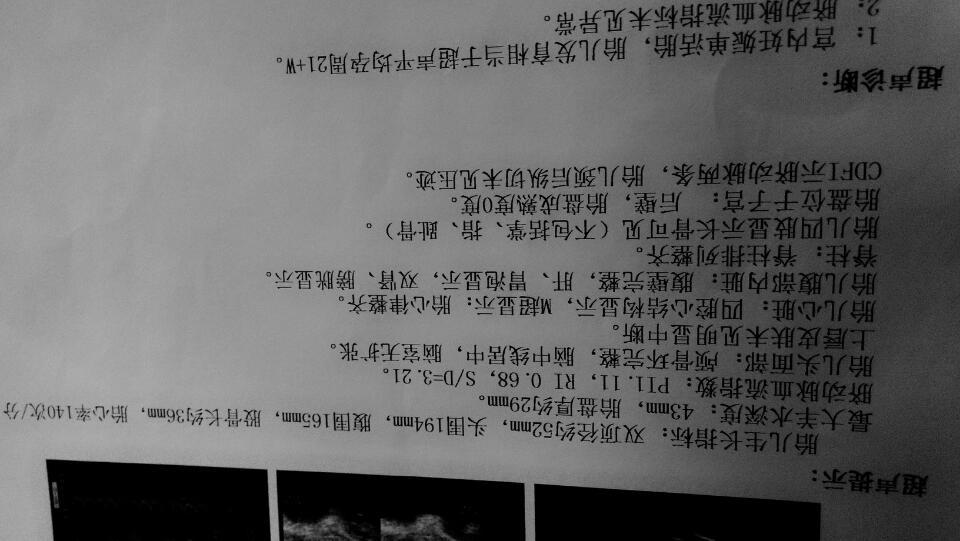 超声提示:
胎儿生长指标: 双顶径约52mm, 头围194mm, 腹围165mm, 股骨长约36mm, 胎心率140次/分
最大羊水深度: 43mm, 胎盘厚约29mm。
脐动脉血流指数: PI1.11, RI 0.68, S/D=3.21。
胎儿头面部: 颅骨环完整, 脑中线居中, 脑室无扩张。
上唇皮肤未见明显中断。
胎儿心脏: 四腔心结构显示, M超显示: 胎心律整齐。
胎儿腹部内脏: 腹壁完整, 肝、胃泡显示, 双肾、膀胱显示。
脊柱: 脊柱排列整齐。
胎儿四肢显示长骨可见 (不包括掌、指、趾骨) 。
胎盘位于子宫: 后壁, 胎盘成熟度0度。
CDFI示脐动脉两条, 胎儿颈后纵切未见压迹。
超声诊断:
1: 宫内妊娠单活胎, 胎儿发育相当于超声平均孕周21+W。
2: 脐动脉血流指标未见异常。